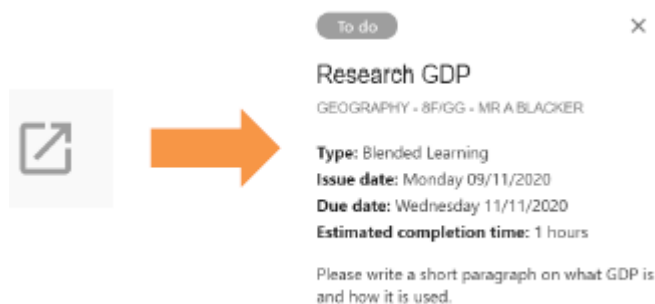 To do
Research GDP
GEOGRAPHY - 8F/GG - MR A BLACKER
Type: Blended Learning
Issue date: Monday 09/11/2020
Due date: Wednesday 11/11/2020
Estimated completion time: 1 hours
Please write a short paragraph on what GDP is
and how it is used.